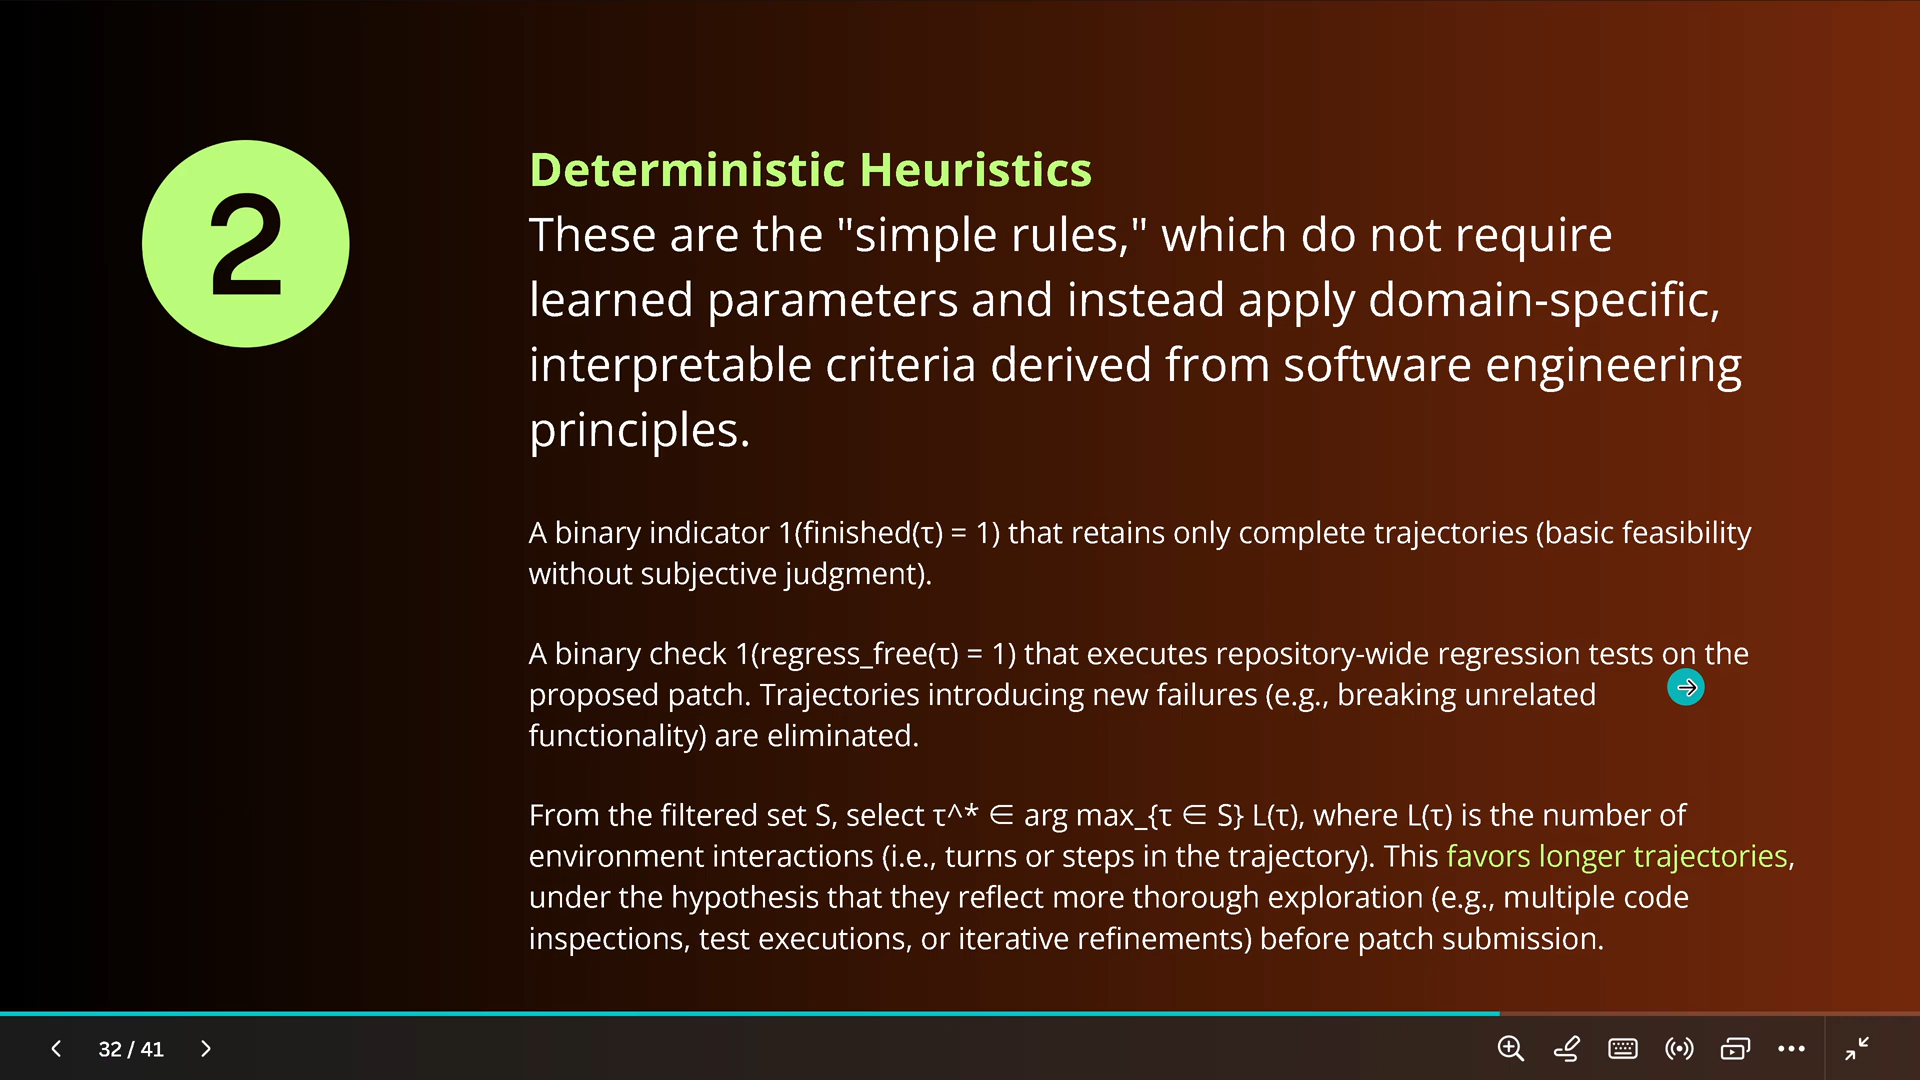 2
Deterministic Heuristics
These are the "simple rules," which do not require
learned parameters and instead apply domain-specific,
interpretable criteria derived from software engineering
principles.
A binary indicator 1(finished(τ) = 1) that retains only complete trajectories (basic feasibility
without subjective judgment).
A binary check 1(regress_free(τ) = 1) that executes repository-wide regression tests on the
proposed patch. Trajectories introducing new failures (e.g., breaking unrelated
functionality) are eliminated.
From the filtered set S, select τ^* ∈ arg max_{τ ∈ S} L(τ), where L(τ) is the number of
environment interactions (i.e., turns or steps in the trajectory). This favors longer trajectories,
under the hypothesis that they reflect more thorough exploration (e.g., multiple code
inspections, test executions, or iterative refinements) before patch submission.
32 / 41